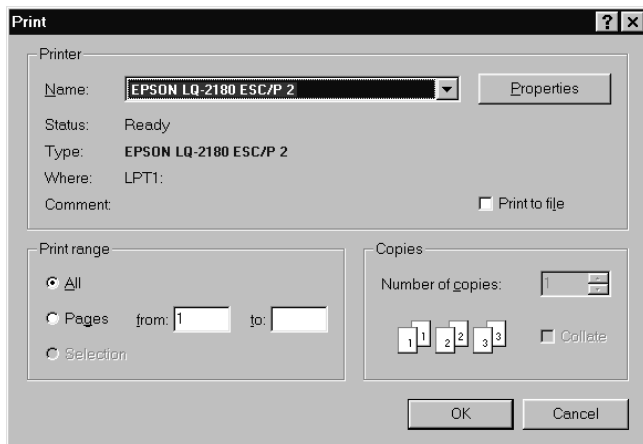 Print
Printer
Name: EPSON LQ-2180 ESC/P 2 Properties
Status: Ready
Type: EPSON LQ-2180 ESC/P 2
Where: LPT1:
Comment: Print to file
Print range
All
Pages from: 1 to:
Selection
Copies
Number of copies: 1
1 1 2 2 3 3 Collate
OK Cancel